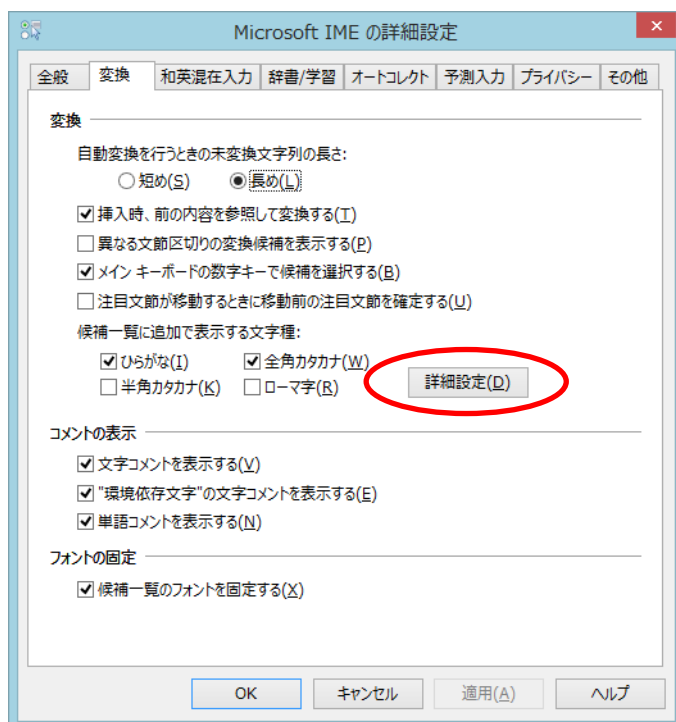 Microsoft IME の詳細設定
全般 変換 和英混在入力 辞書/学習 オートコレクト 予測入力 プライバシー その他
変換
自動変換を行うときの未変換文字列の長さ:
短め(S) 長め(L)
挿入時、前の内容を参照して変換する(T)
異なる文節区切りの変換候補を表示する(P)
メイン キーボードの数字キーで候補を選択する(B)
注目文節が移動するときに移動前の注目文節を確定する(U)
候補一覧に追加で表示する文字種:
ひらがな(I) 全角カタカナ(W)
半角カタカナ(K) ローマ字(R) 詳細設定(D)
コメントの表示
文字コメントを表示する(V)
"環境依存文字"の文字コメントを表示する(E)
単語コメントを表示する(N)
フォントの固定
候補一覧のフォントを固定する(X)
OK キャンセル 適用(A) ヘルプ